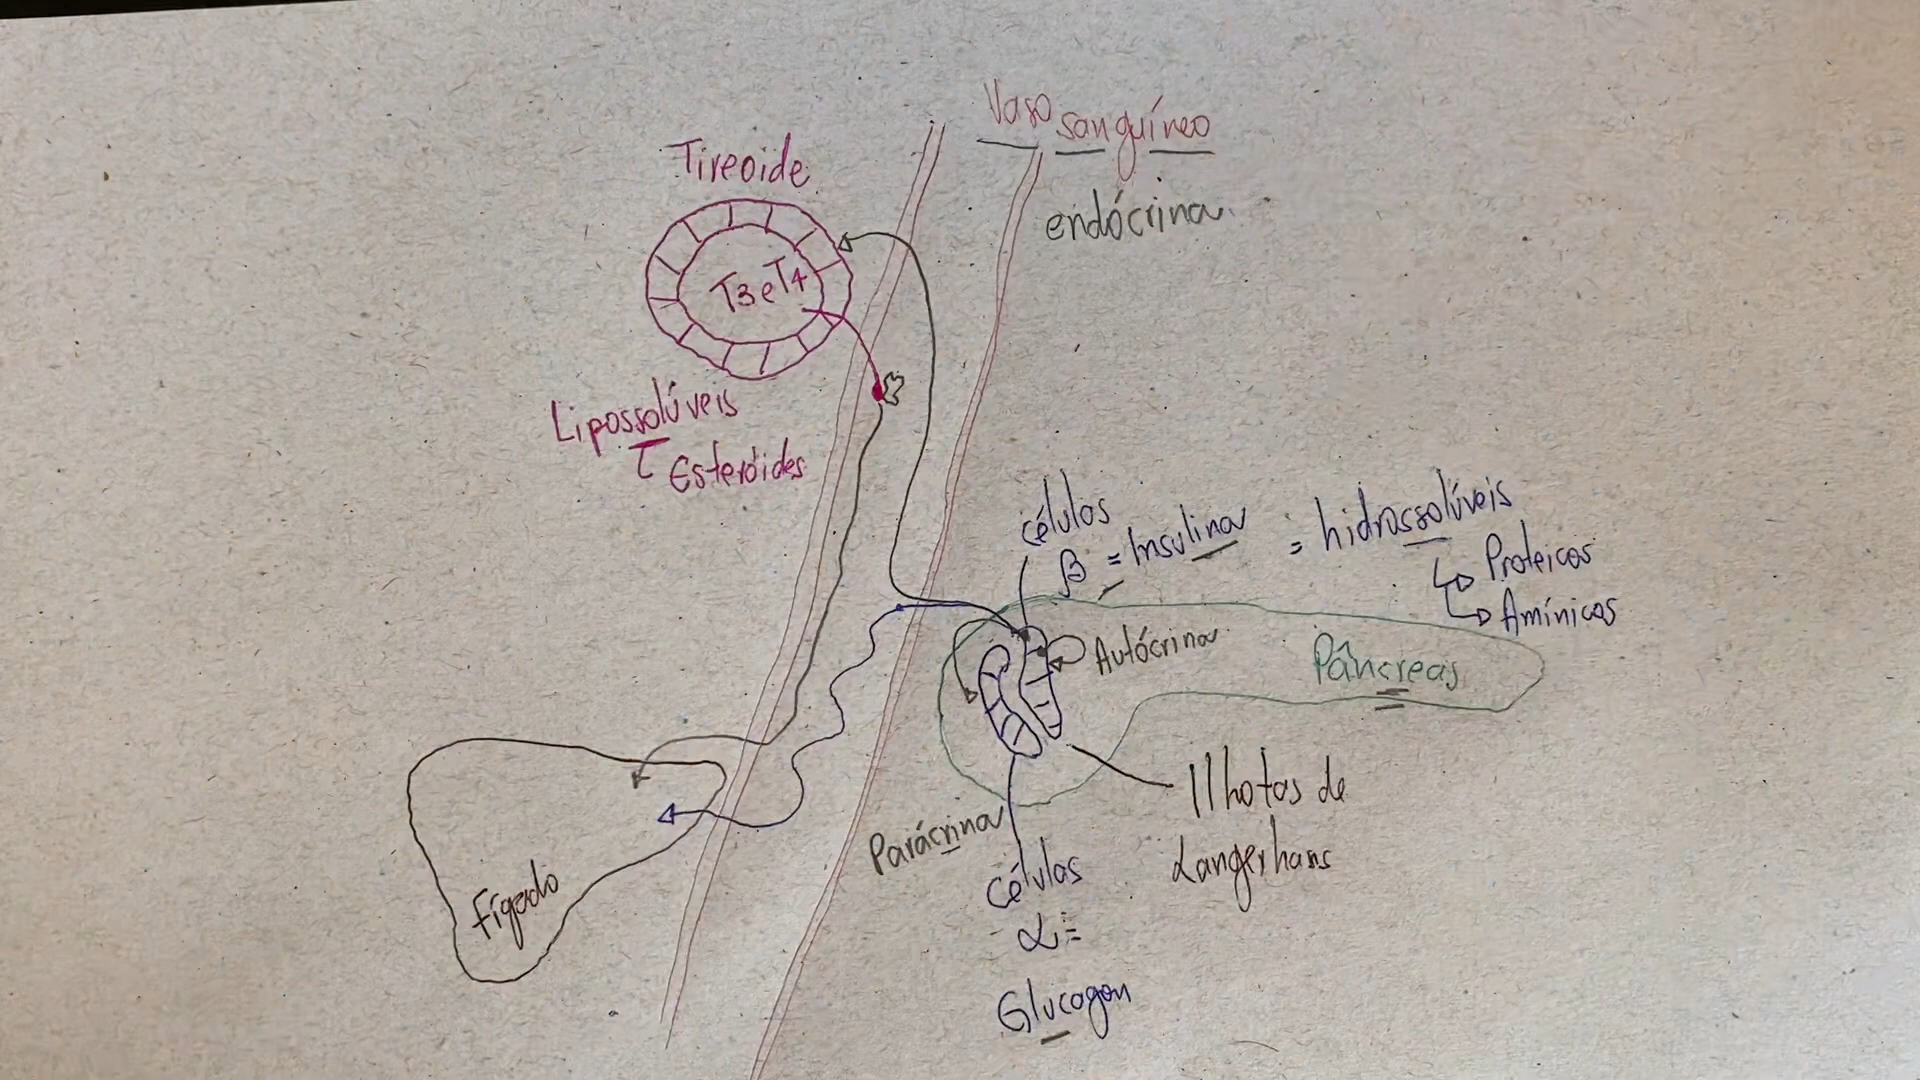 Vaso sanguíneo
endócrina
Tireoide
T3 e T4
Lipossolúveis
Esteróides
células
β = Insulina = hidrossolúveis
Proteicos
Amínicos
Autócrina
Pâncreas
Ilhotas de
Langerhans
Parácrina
células
α =
Glucagon
Fígado